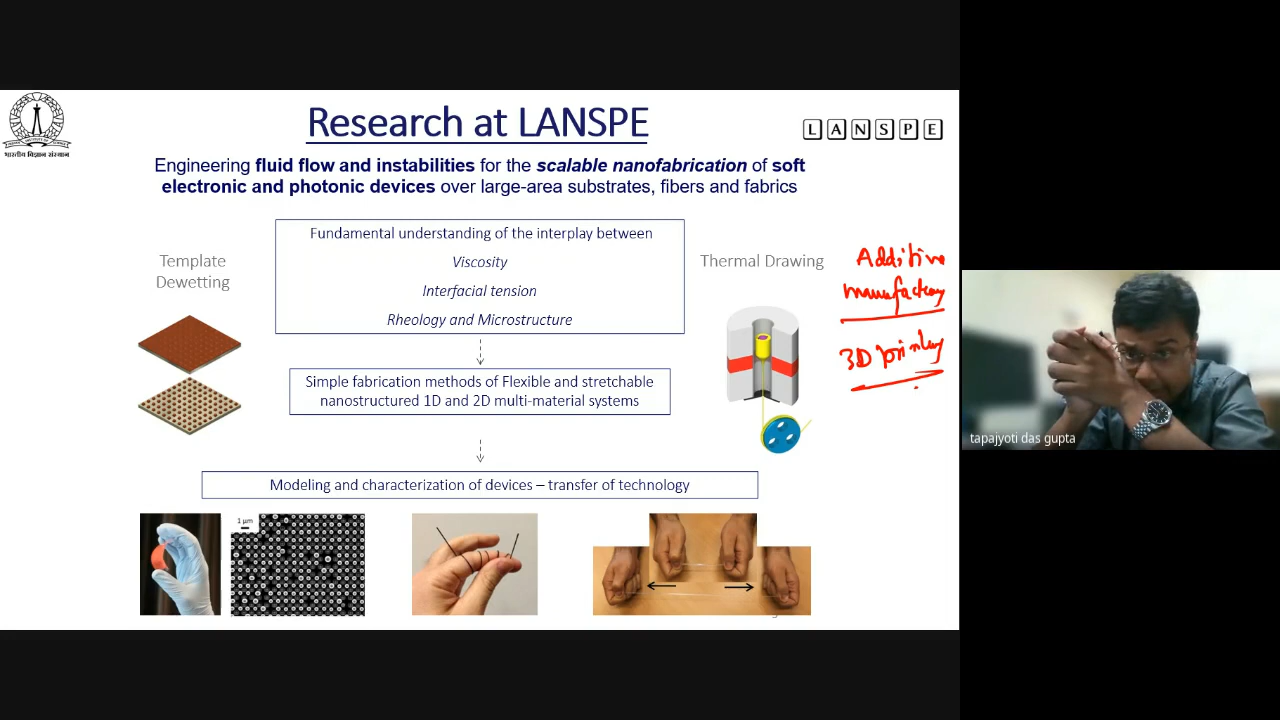 Research at LANSPE
LANSPE
भारतीय विज्ञान संस्थान
Engineering fluid flow and instabilities for the scalable nanofabrication of soft
electronic and photonic devices over large-area substrates, fibers and fabrics
Fundamental understanding of the interplay between
Viscosity
Interfacial tension
Rheology and Microstructure
Template
Dewetting
Thermal Drawing
Additive
manufactory
3D printing
Simple fabrication methods of Flexible and stretchable
nanostructured 1D and 2D multi-material systems
tapajyoti das gupta
Modeling and characterization of devices – transfer of technology
1 µm